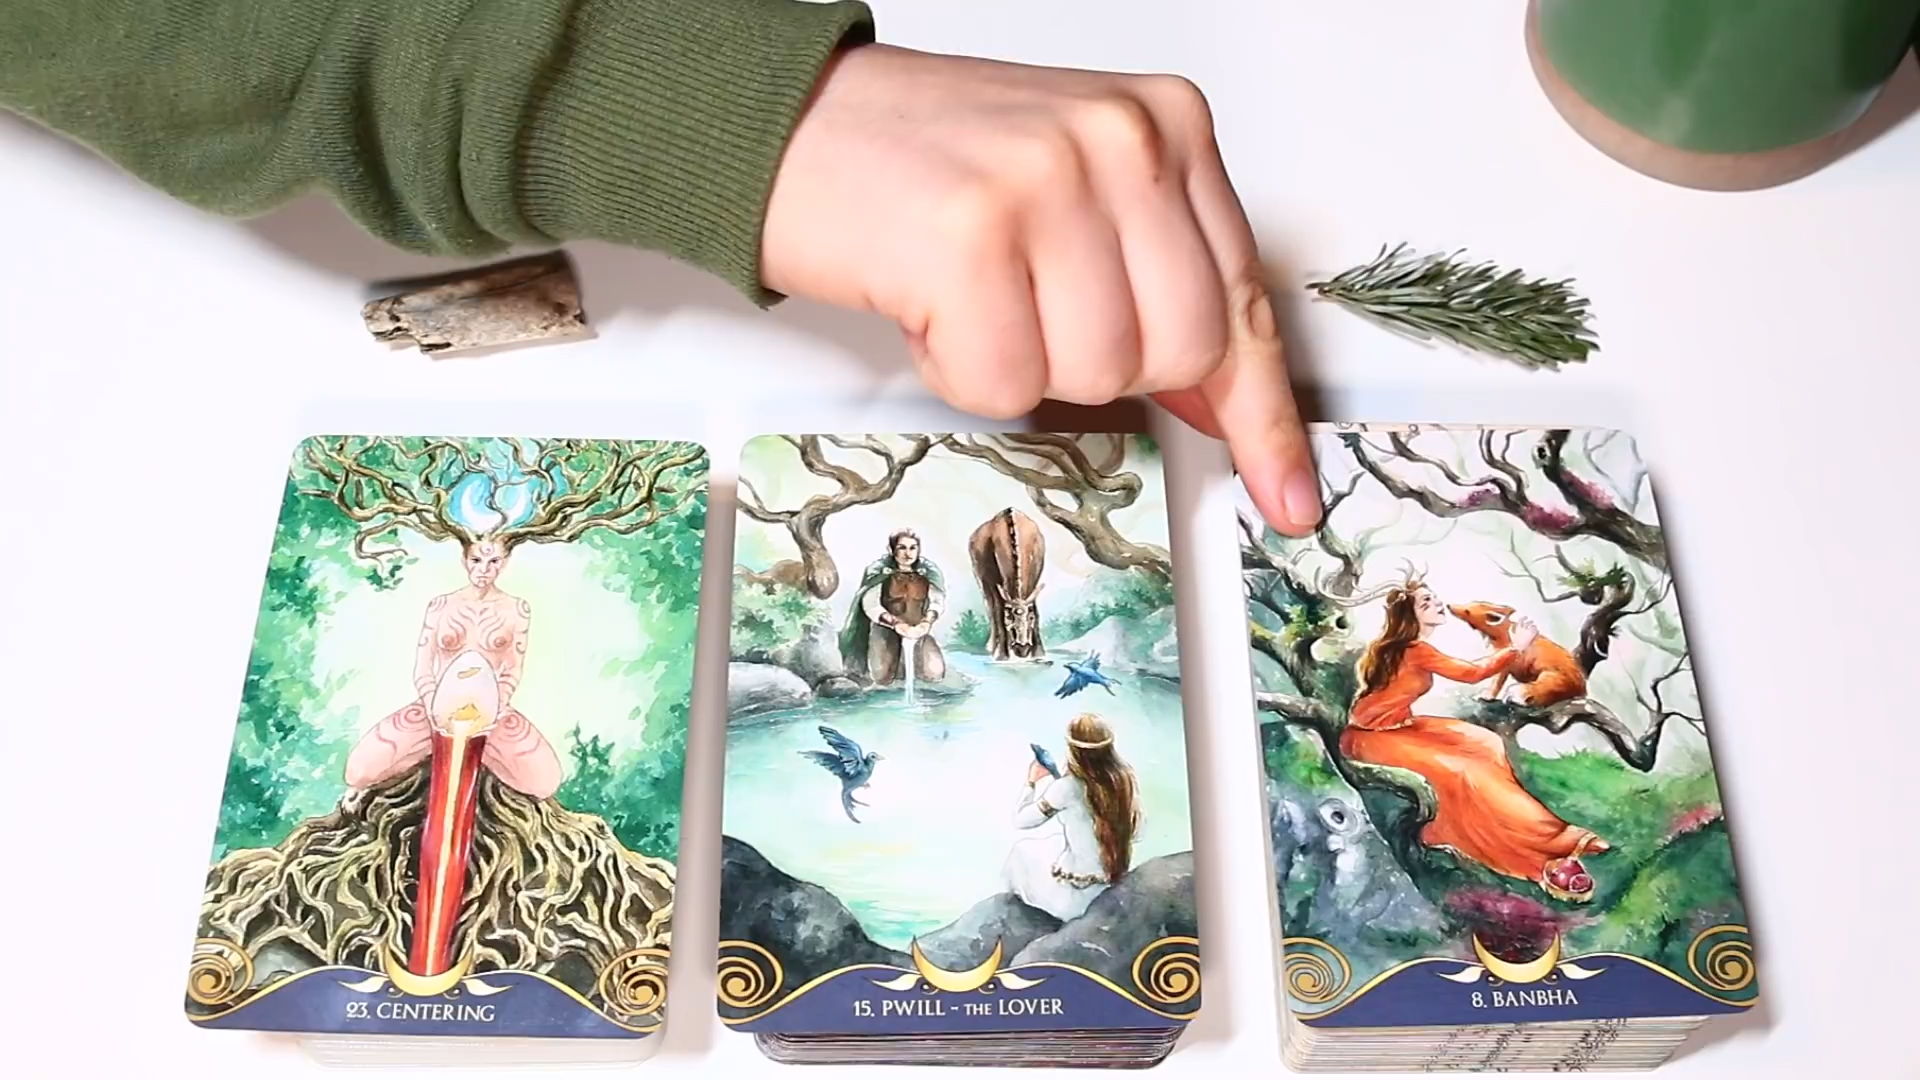 23. CENTERING
15. PWILL - THE LOVER
8. BANBHA